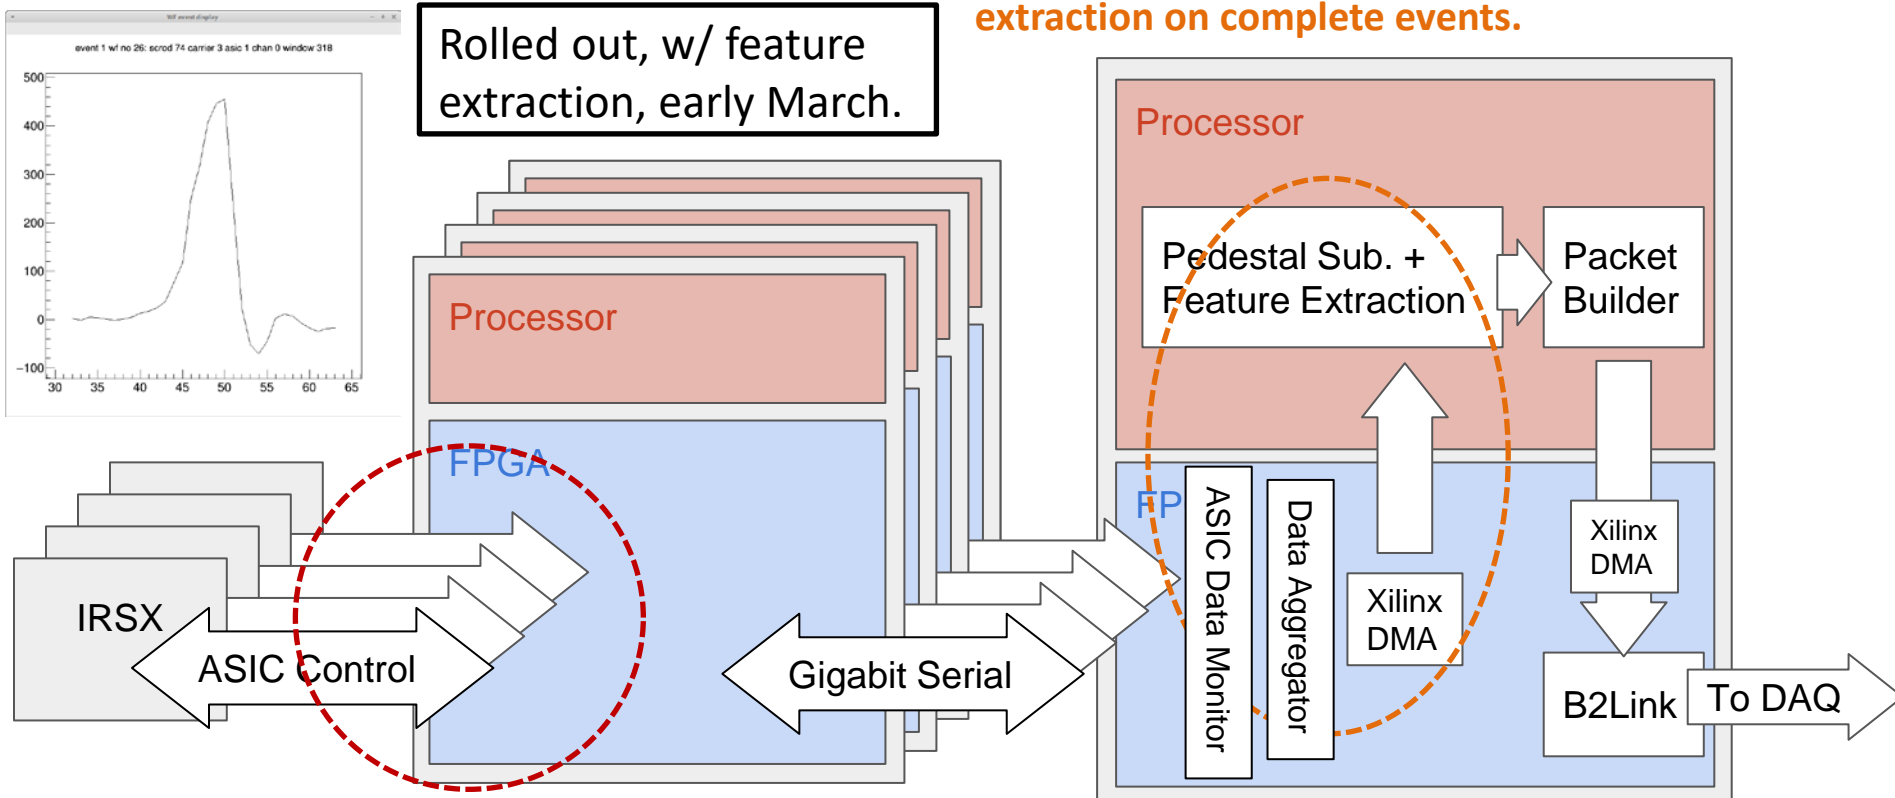 Wf event display
event 1 wf no 26: scrod 74 carrier 3 asic 1 chan 0 window 318
500
400
300
200
100
0
−100
30 35 40 45 50 55 60 65
Rolled out, w/ feature
extraction, early March.
extraction on complete events.
Processor
Pedestal Sub. +
Feature Extraction
Packet
Builder
Processor
FPGA
FP
ASIC Data Monitor
Data Aggregator
Xilinx
DMA
Xilinx
DMA
IRSX
ASIC Control
Gigabit Serial
B2Link
To DAQ